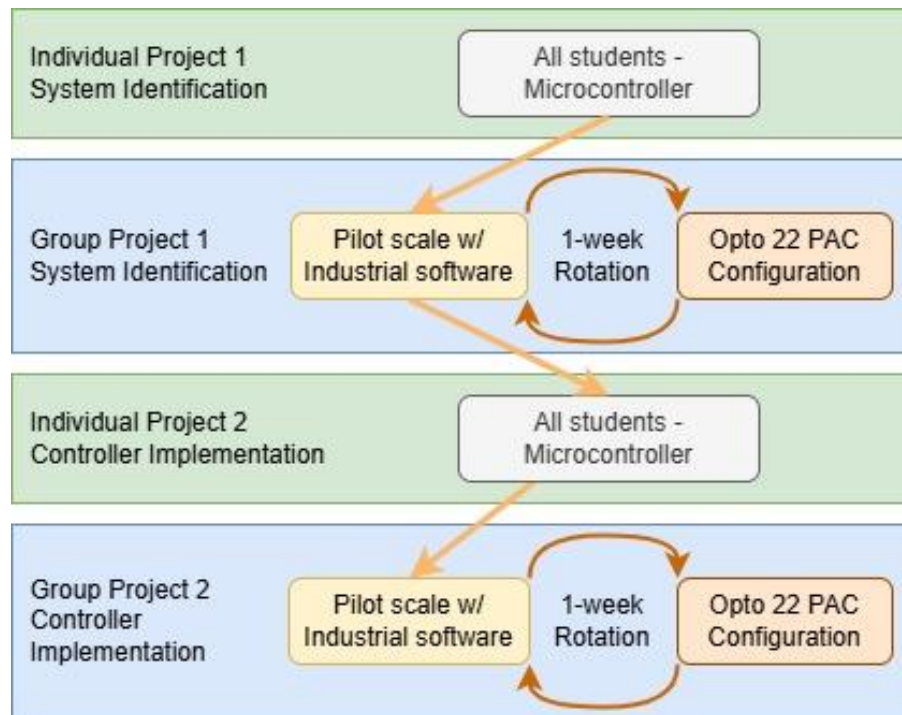 Individual Project 1
System Identification
All students -
Microcontroller
Group Project 1
System Identification
Pilot scale w/
Industrial software
1-week
Rotation
Opto 22 PAC
Configuration
Individual Project 2
Controller Implementation
All students -
Microcontroller
Group Project 2
Controller
Implementation
Pilot scale w/
Industrial software
1-week
Rotation
Opto 22 PAC
Configuration